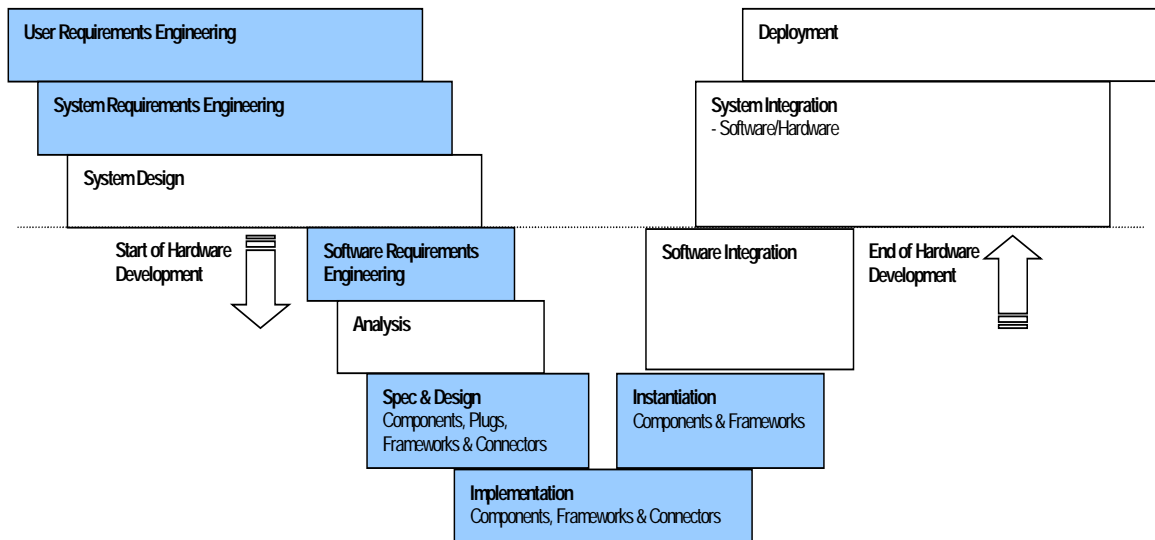 User Requirements Engineering
Deployment
System Requirements Engineering
System Integration
- Software/Hardware
System Design
Start of Hardware
Development
Software Requirements
Engineering
Software Integration
End of Hardware
Development
Analysis
Spec & Design
Components, Plugs,
Frameworks & Connectors
Instantiation
Components & Frameworks
Implementation
Components, Frameworks & Connectors